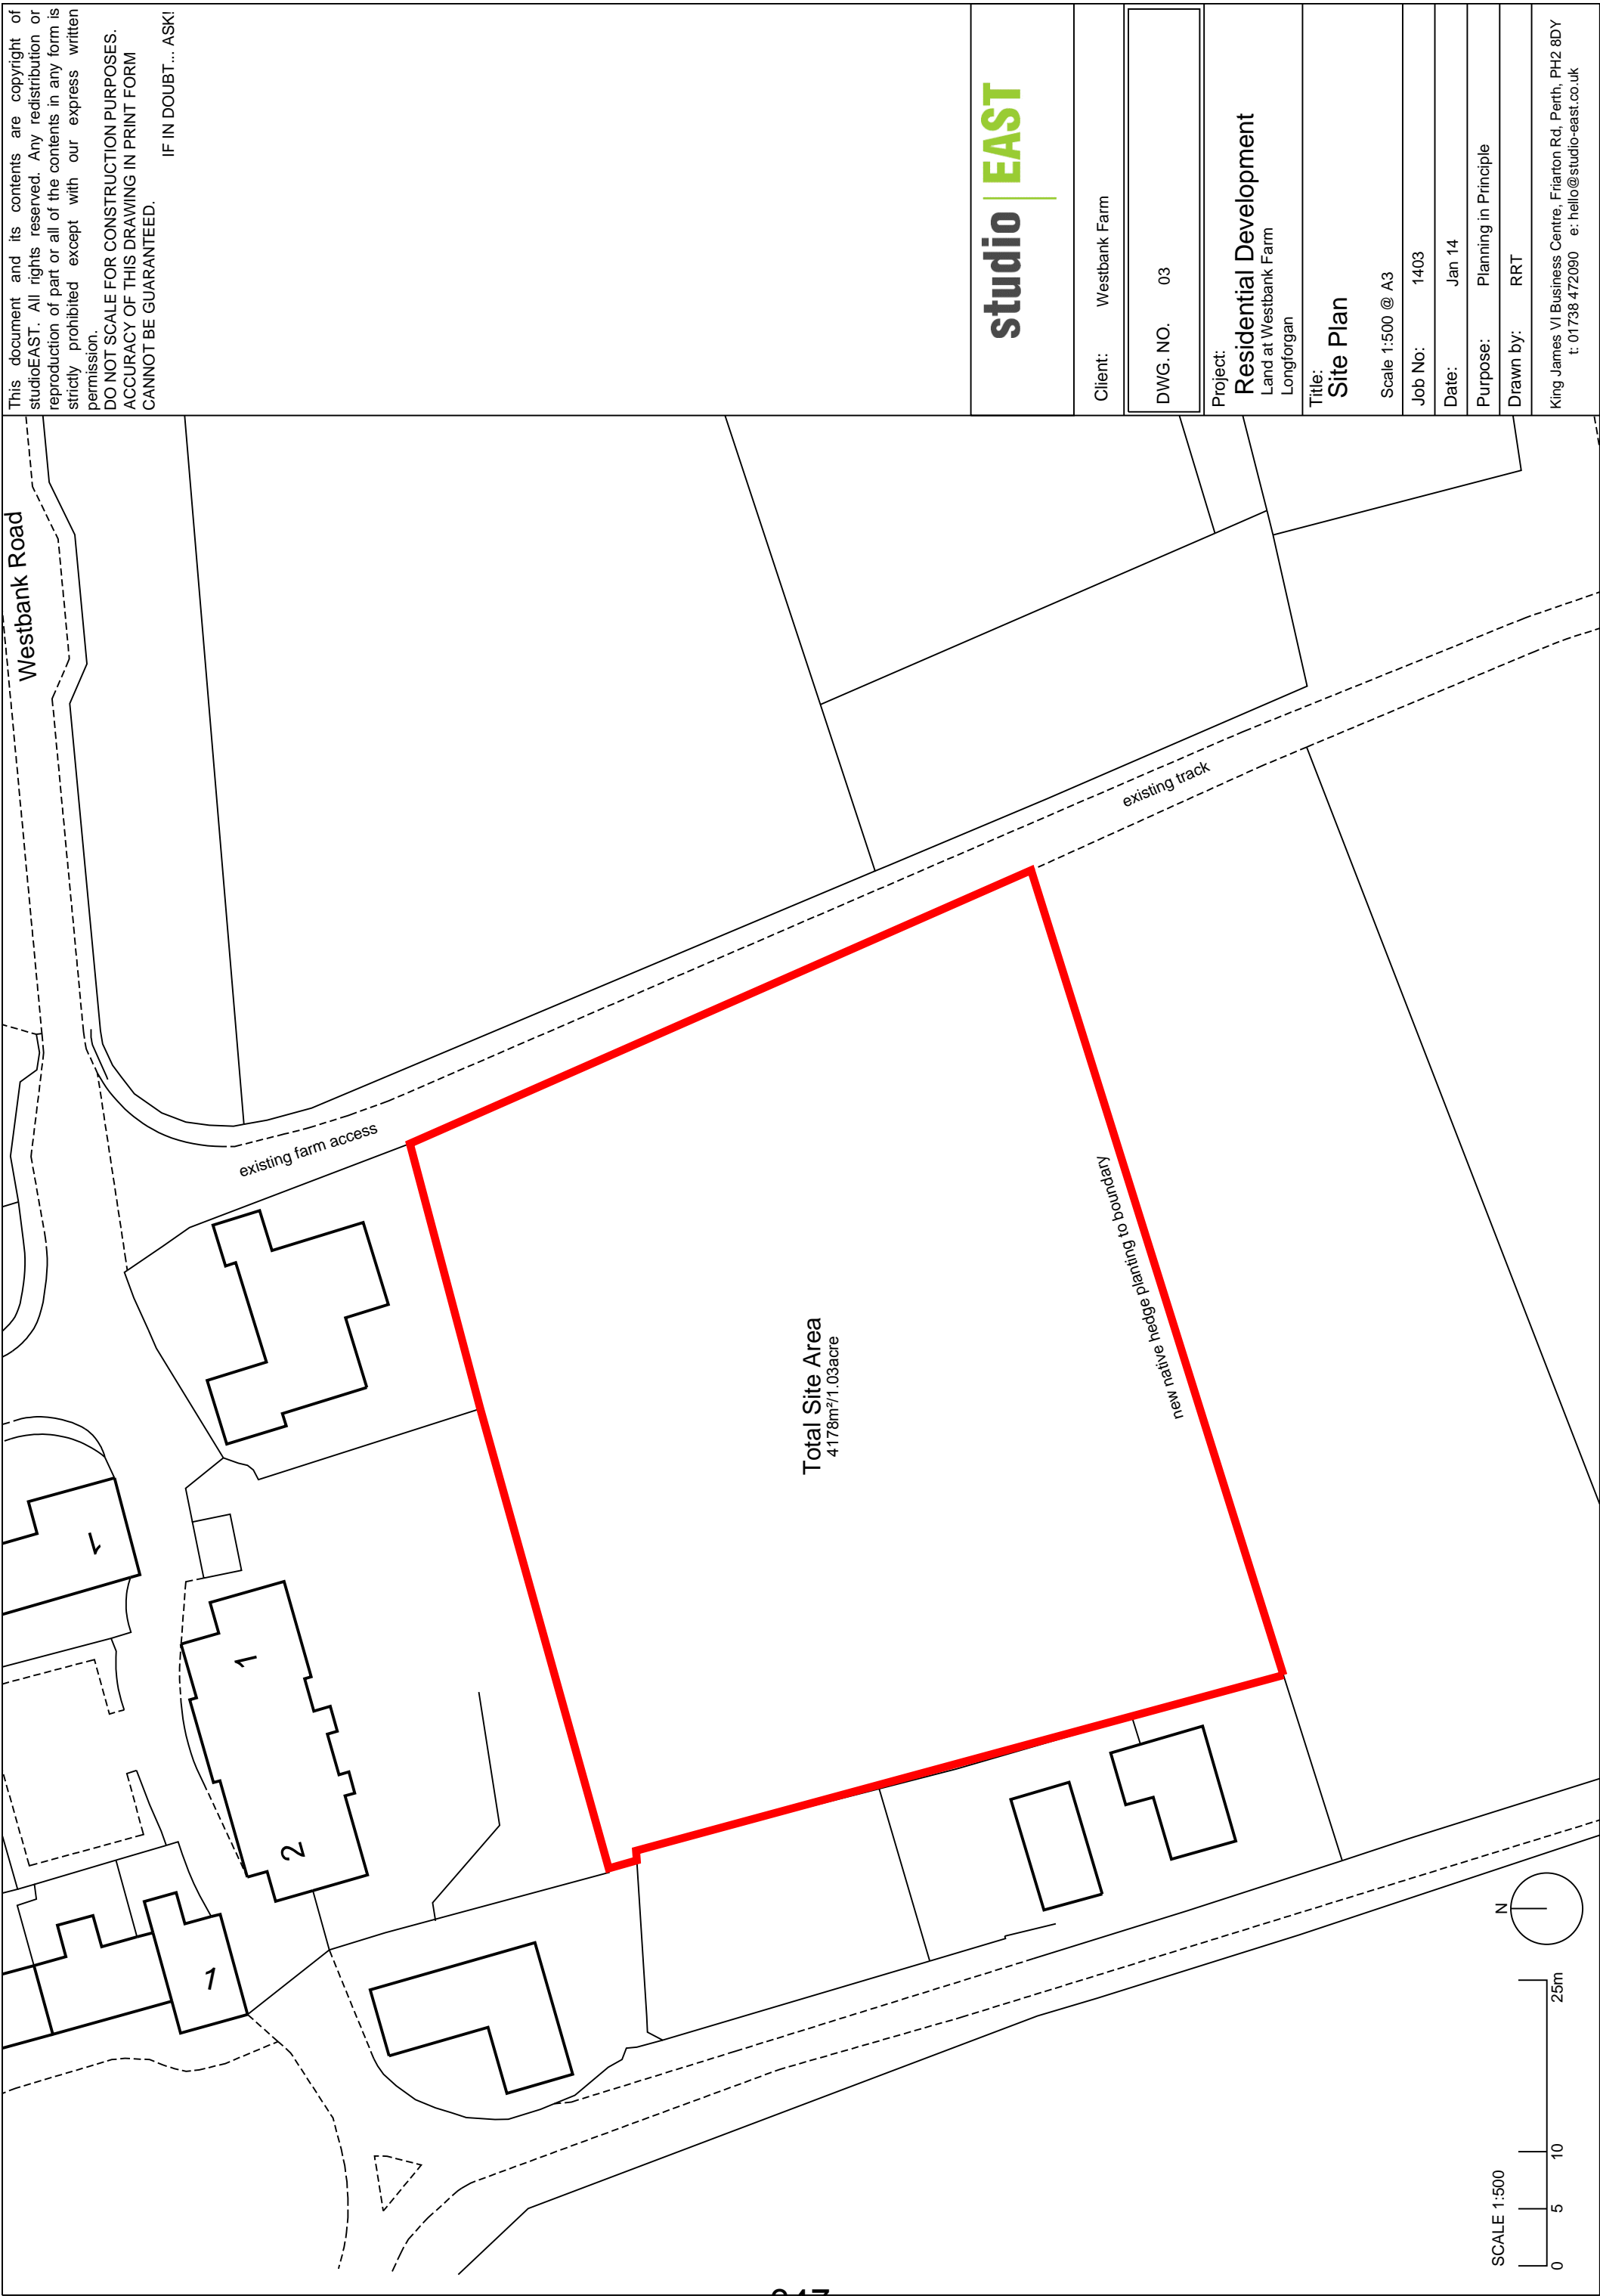 This document and its contents are copyright of
studioEAST. All rights reserved. Any redistribution or
reproduction of part or all of the contents in any form is
strictly prohibited except with our express written
permission.
DO NOT SCALE FOR CONSTRUCTION PURPOSES.
ACCURACY OF THIS DRAWING IN PRINT FORM
CANNOT BE GUARANTEED.
IF IN DOUBT... ASK!
studio | EAST
Client: Westbank Farm
DWG. NO. 03
Project:
Residential Development
Land at Westbank Farm
Longforgan
Title:
Site Plan
Scale 1:500 @ A3
Job No: 1403
Date: Jan 14
Purpose: Planning in Principle
Drawn by: RRT
King James VI Business Centre, Friarton Rd, Perth, PH2 8DY
t: 01738 472090 e: hello@studio-east.co.uk
Westbank Road
existing farm access
existing track
Total Site Area
4178m²/1.03acre
new native hedge planting to boundary
1
2
1
N
SCALE 1:500
0 5 10 25m